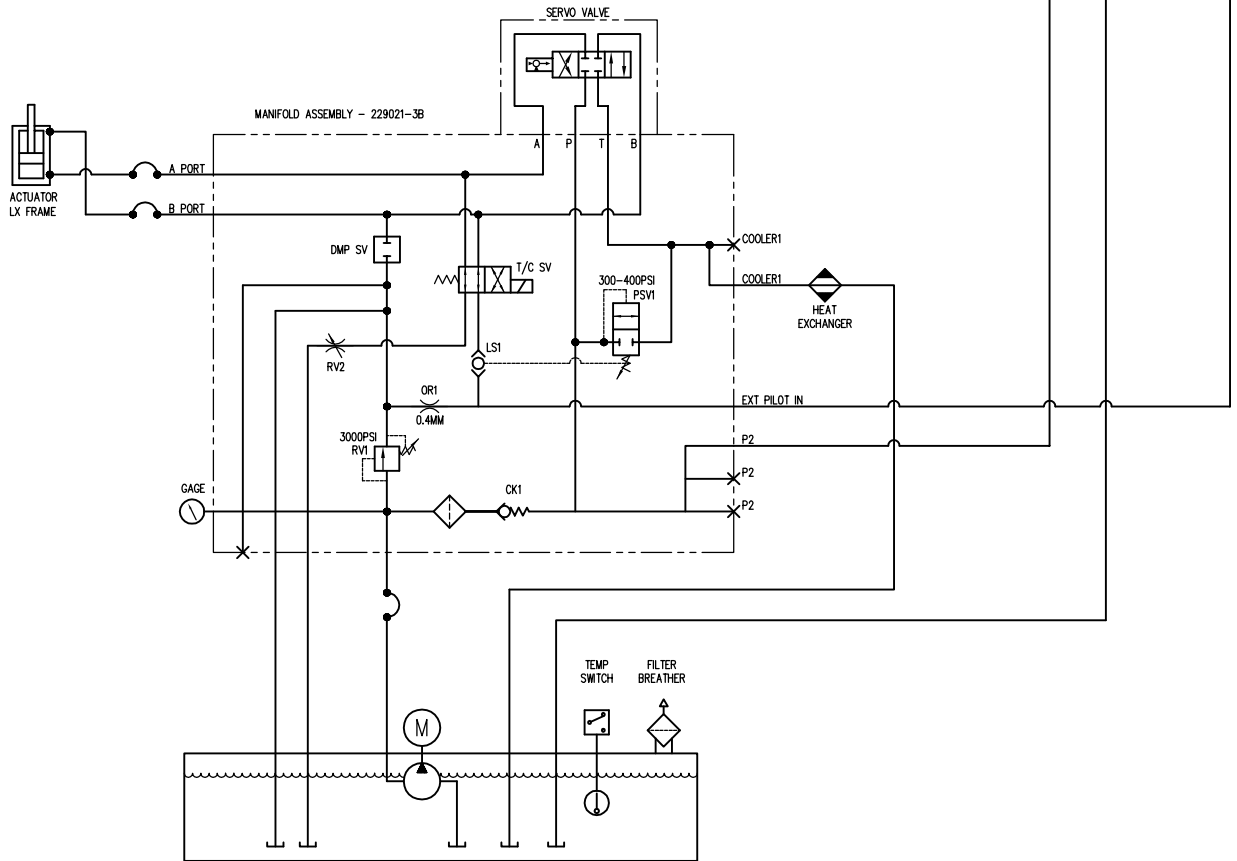 SERVO VALVE
MANIFOLD ASSEMBLY - 229021-3B
A
P
T
B
A PORT
ACTUATOR
LX FRAME
B PORT
DMP SV
T/C SV
COOLER1
COOLER1
300-400PSI
PSV1
HEAT
EXCHANGER
LS1
RV2
OR1
0.4MM
EXT PILOT IN
3000PSI
RV1
P2
P2
P2
GAGE
CK1
TEMP
SWITCH
FILTER
BREATHER
M